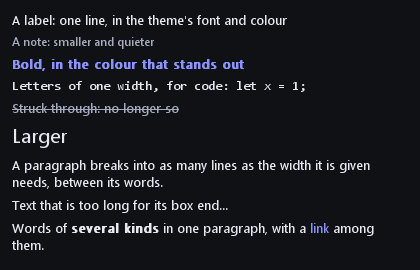 A label: one line, in the theme's font and colour
A note: smaller and quieter
Bold, in the colour that stands out
Letters of one width, for code: let x = 1;
Struck through: no longer so
Larger
A paragraph breaks into as many lines as the width it is given
needs, between its words.
Text that is too long for its box end...
Words of several kinds in one paragraph, with a link among
them.